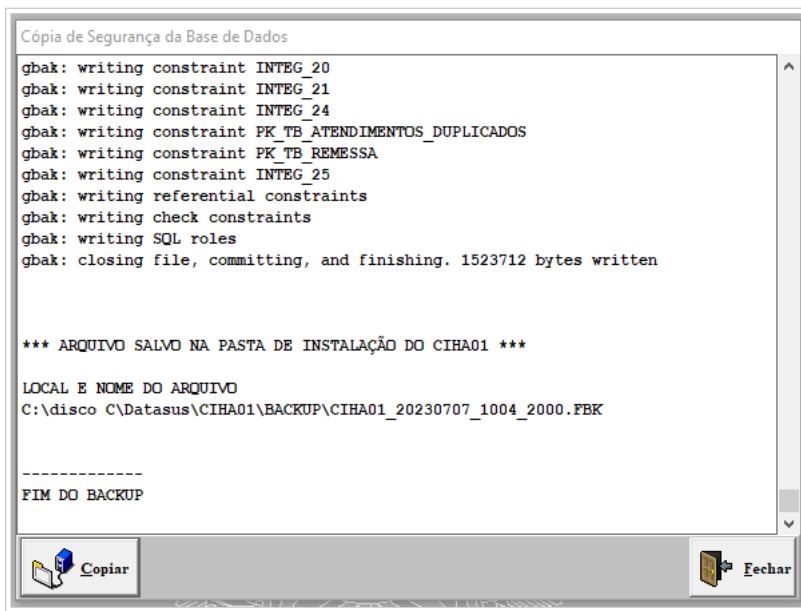 Cópia de Segurança da Base de Dados
gbak: writing constraint INTEG_20
gbak: writing constraint INTEG_21
gbak: writing constraint INTEG_24
gbak: writing constraint PK_TB_ATENDIMENTOS_DUPLICADOS
gbak: writing constraint PK_TB_REMESSA
gbak: writing constraint INTEG_25
gbak: writing referential constraints
gbak: writing check constraints
gbak: writing SQL roles
gbak: closing file, committing, and finishing. 1523712 bytes written
*** ARQUIVO SALVO NA PASTA DE INSTALAÇÃO DO CIHA01 ***
LOCAL E NOME DO ARQUIVO
C:\disco C\Datasus\CIHA01\BACKUP\CIHA01_20230707_1004_2000.FBK
-------------
FIM DO BACKUP
Copiar
Fechar